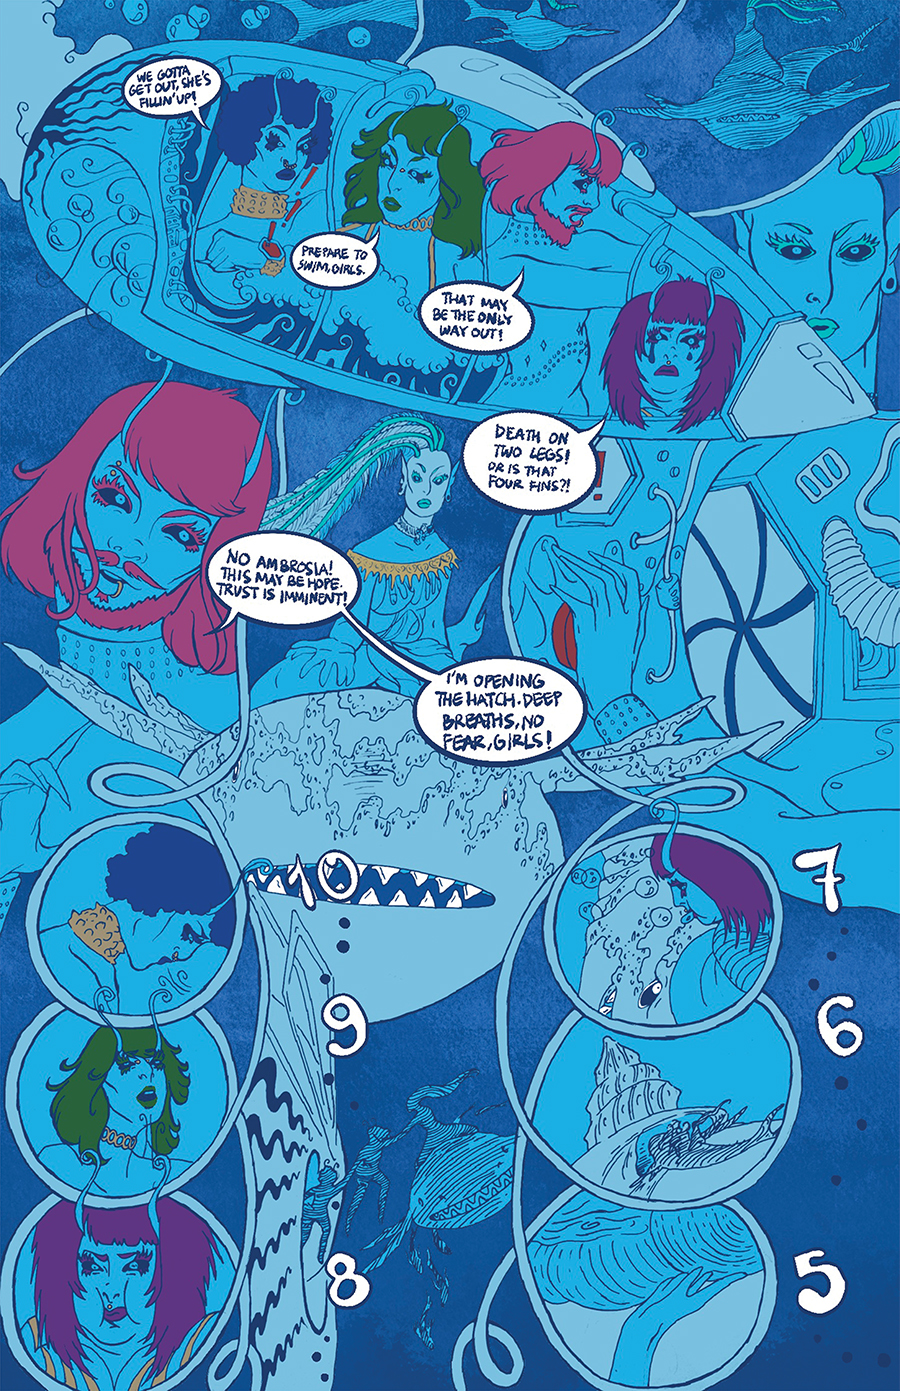 WE GOTTA
GET OUT, SHE'S
FILLIN' UP!
PREPARE TO
SWIM, GIRLS.
THAT MAY
BE THE ONLY
WAY OUT!
DEATH ON
TWO LEGS!
OR IS THAT
FOUR FINS?!
!
NO AMBROSIA!
THIS MAY BE HOPE.
TRUST IS IMMINENT!
I'M OPENING
THE HATCH. DEEP
BREATHS, NO
FEAR, GIRLS!
10
9
8
7
6
5